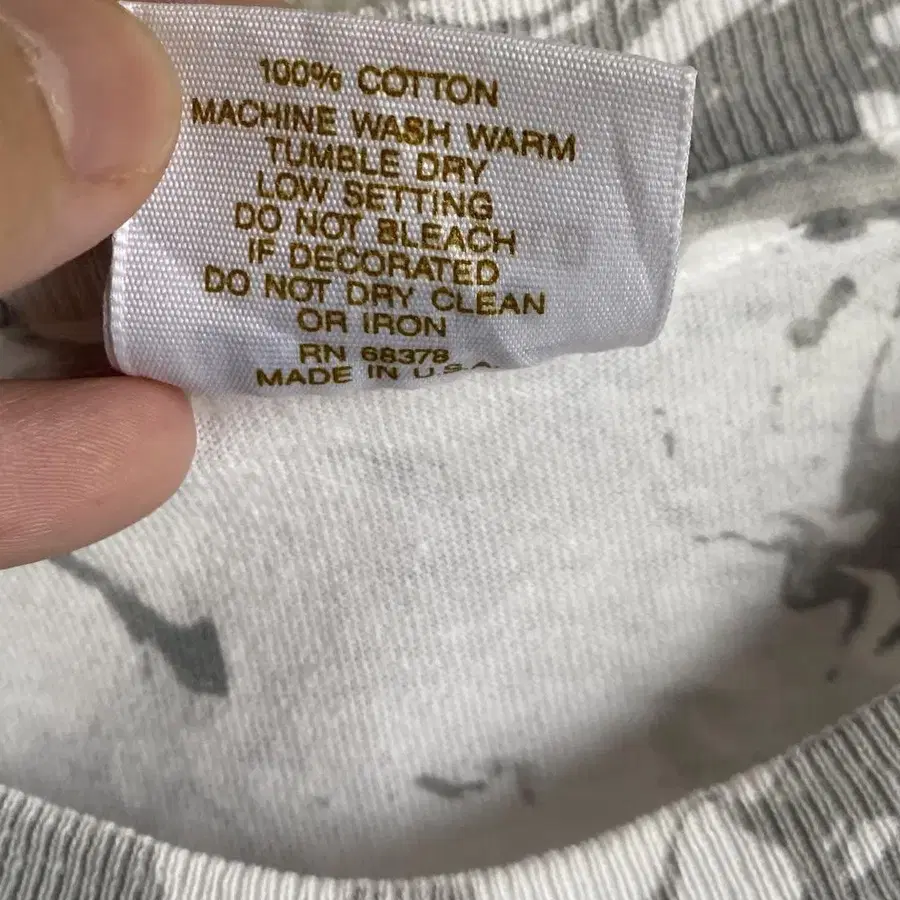 100% COTTON
MACHINE WASH WARM
TUMBLE DRY
LOW SETTING
DO NOT BLEACH
IF DECORATED
DO NOT DRY CLEAN
OR IRON
RN 68378
MADE IN U.S.A.